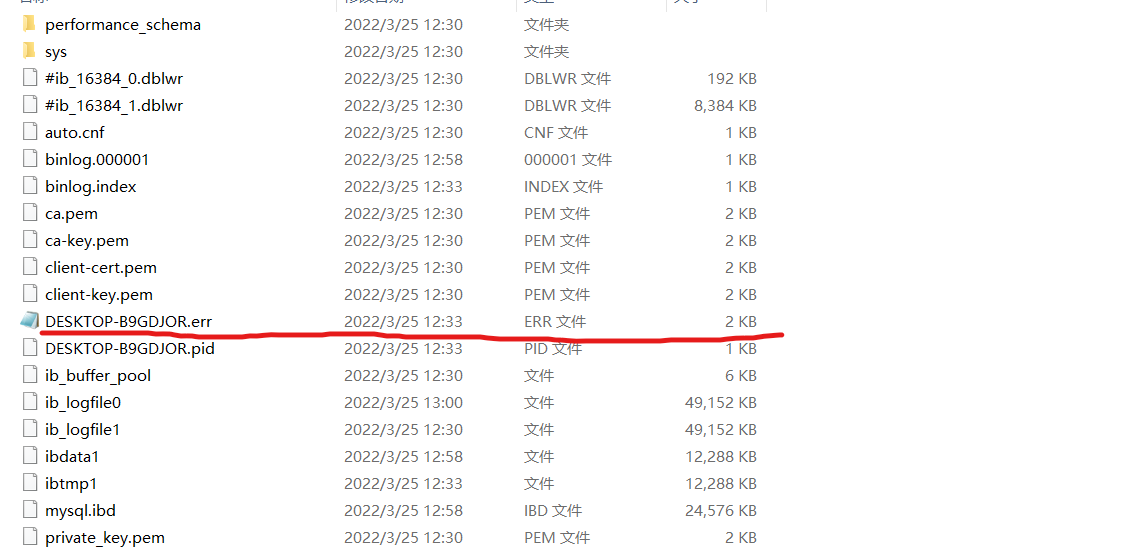 performance_schema 2022/3/25 12:30 文件夹
sys 2022/3/25 12:30 文件夹
#ib_16384_0.dblwr 2022/3/25 12:30 DBLWR 文件 192 KB
#ib_16384_1.dblwr 2022/3/25 12:30 DBLWR 文件 8,384 KB
auto.cnf 2022/3/25 12:30 CNF 文件 1 KB
binlog.000001 2022/3/25 12:58 000001 文件 1 KB
binlog.index 2022/3/25 12:33 INDEX 文件 1 KB
ca.pem 2022/3/25 12:30 PEM 文件 2 KB
ca-key.pem 2022/3/25 12:30 PEM 文件 2 KB
client-cert.pem 2022/3/25 12:30 PEM 文件 2 KB
client-key.pem 2022/3/25 12:30 PEM 文件 2 KB
DESKTOP-B9GDJOR.err 2022/3/25 12:33 ERR 文件 2 KB
DESKTOP-B9GDJOR.pid 2022/3/25 12:33 PID 文件 1 KB
ib_buffer_pool 2022/3/25 12:30 文件 6 KB
ib_logfile0 2022/3/25 13:00 文件 49,152 KB
ib_logfile1 2022/3/25 12:30 文件 49,152 KB
ibdata1 2022/3/25 12:58 文件 12,288 KB
ibtmp1 2022/3/25 12:33 文件 12,288 KB
mysql.ibd 2022/3/25 12:58 IBD 文件 24,576 KB
private_key.pem 2022/3/25 12:30 PEM 文件 2 KB